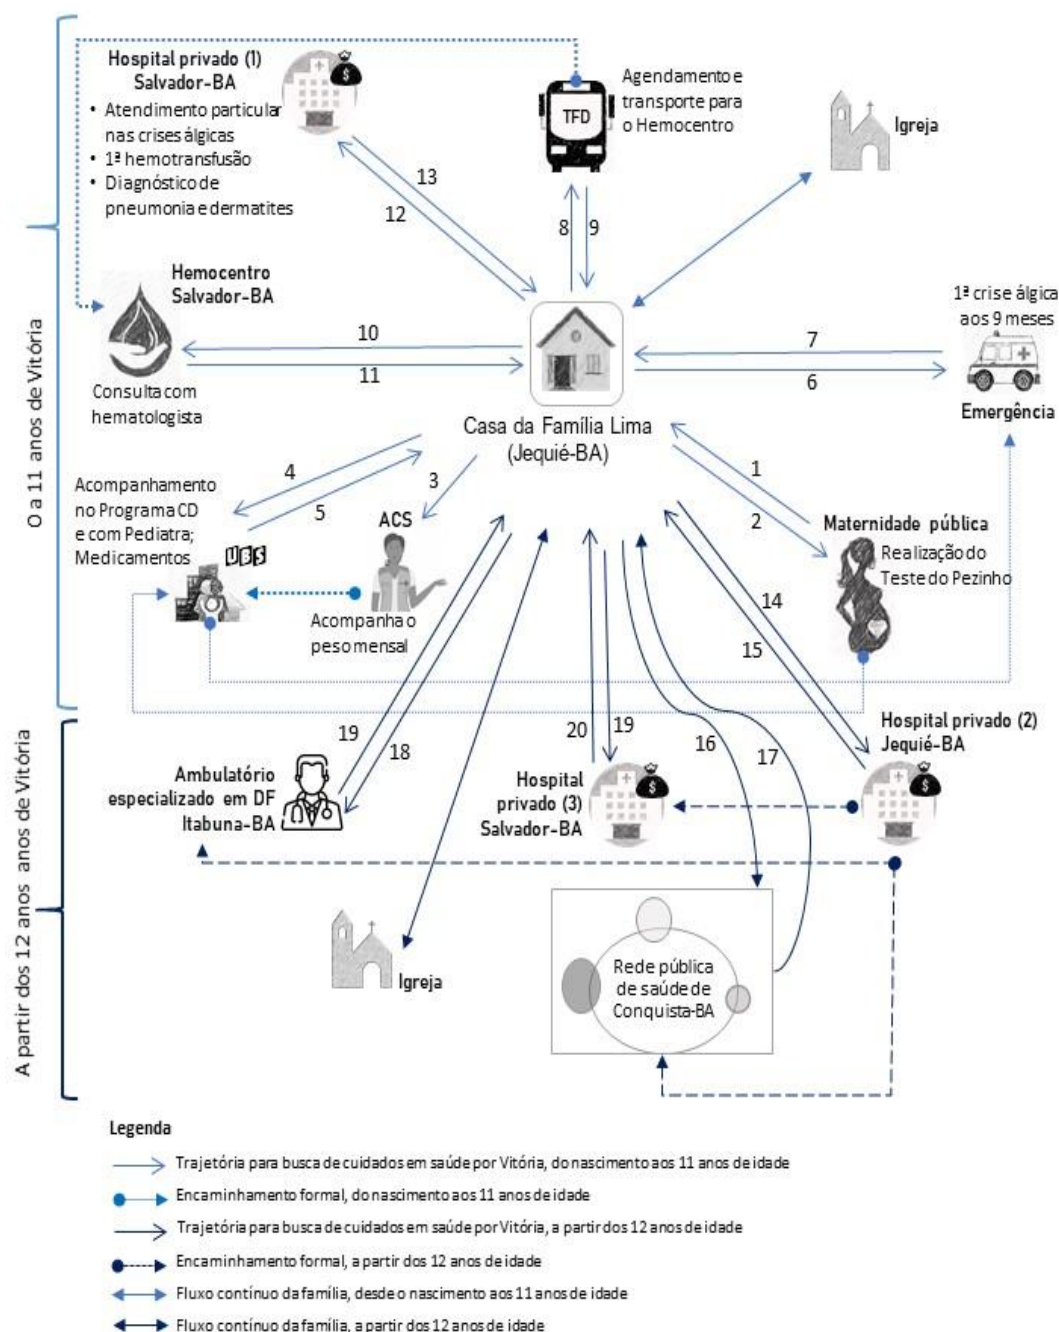 Hospital privado (1)
Salvador-BA
• Atendimento particular
nas crises álgicas
• 1ª hemotransfusão
• Diagnóstico de
pneumonia e dermatites
$
TFD
Agendamento e
transporte para
o Hemocentro
Igreja
13
12
8
9
Hemocentro
Salvador-BA
Consulta com
hematologista
10
11
7
6
1ª crise álgica
aos 9 meses
Emergência
Casa da Família Lima
(Jequié-BA)
0 a 11 anos de Vitória
4
5
3
1
2
Acompanhamento
no Programa CD
e com Pediatra;
Medicamentos
UBS
ACS
Acompanha o
peso mensal
Maternidade pública
Realização do
Teste do Pezinho
14
15
19
18
20
19
16
17
Ambulatório
especializado em DF
Itabuna-BA
Hospital
privado (3)
Salvador-BA
$
Hospital privado (2)
Jequié-BA
$
A partir dos 12 anos anos de Vitória
Igreja
Rede pública
de saúde de
Conquista-BA
Legenda
Trajetória para busca de cuidados em saúde por Vitória, do nascimento aos 11 anos de idade
Encaminhamento formal, do nascimento aos 11 anos de idade
Trajetória para busca de cuidados em saúde por Vitória, a partir dos 12 anos de idade
Encaminhamento formal, a partir dos 12 anos de idade
Fluxo contínuo da família, desde o nascimento aos 11 anos de idade
Fluxo contínuo da família, a partir dos 12 anos de idade